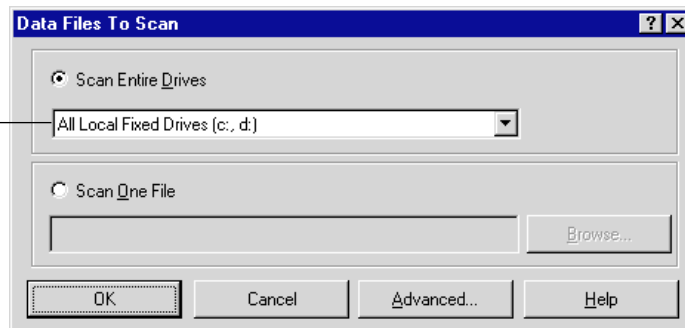 Data Files To Scan
Scan Entire Drives
All Local Fixed Drives (c:, d:)
Scan One File
Browse...
OK Cancel Advanced... Help